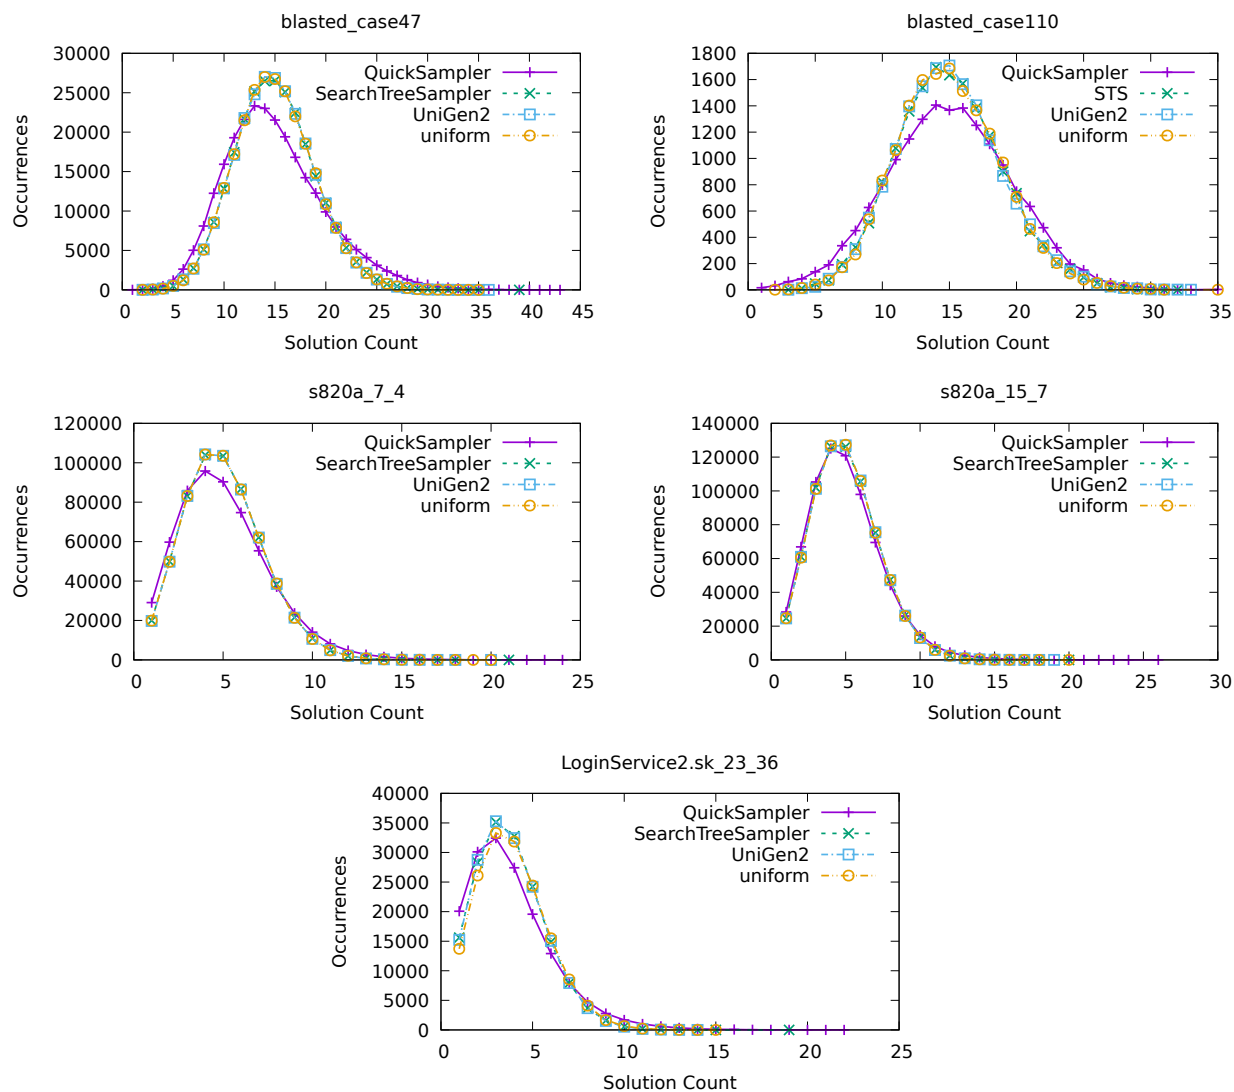 blasted_case47
30000
25000
20000
15000
10000
5000
0
Occurrences
QuickSampler
SearchTreeSampler
UniGen2
uniform
0 5 10 15 20 25 30 35 40 45
Solution Count
blasted_case110
1800
1600
1400
1200
1000
800
600
400
200
0
Occurrences
QuickSampler
STS
UniGen2
uniform
0 5 10 15 20 25 30 35
Solution Count
s820a_7_4
120000
100000
80000
60000
40000
20000
0
Occurrences
QuickSampler
SearchTreeSampler
UniGen2
uniform
0 5 10 15 20 25
Solution Count
s820a_15_7
140000
120000
100000
80000
60000
40000
20000
0
Occurrences
QuickSampler
SearchTreeSampler
UniGen2
uniform
0 5 10 15 20 25 30
Solution Count
LoginService2.sk_23_36
40000
35000
30000
25000
20000
15000
10000
5000
0
Occurrences
QuickSampler
SearchTreeSampler
UniGen2
uniform
0 5 10 15 20 25
Solution Count